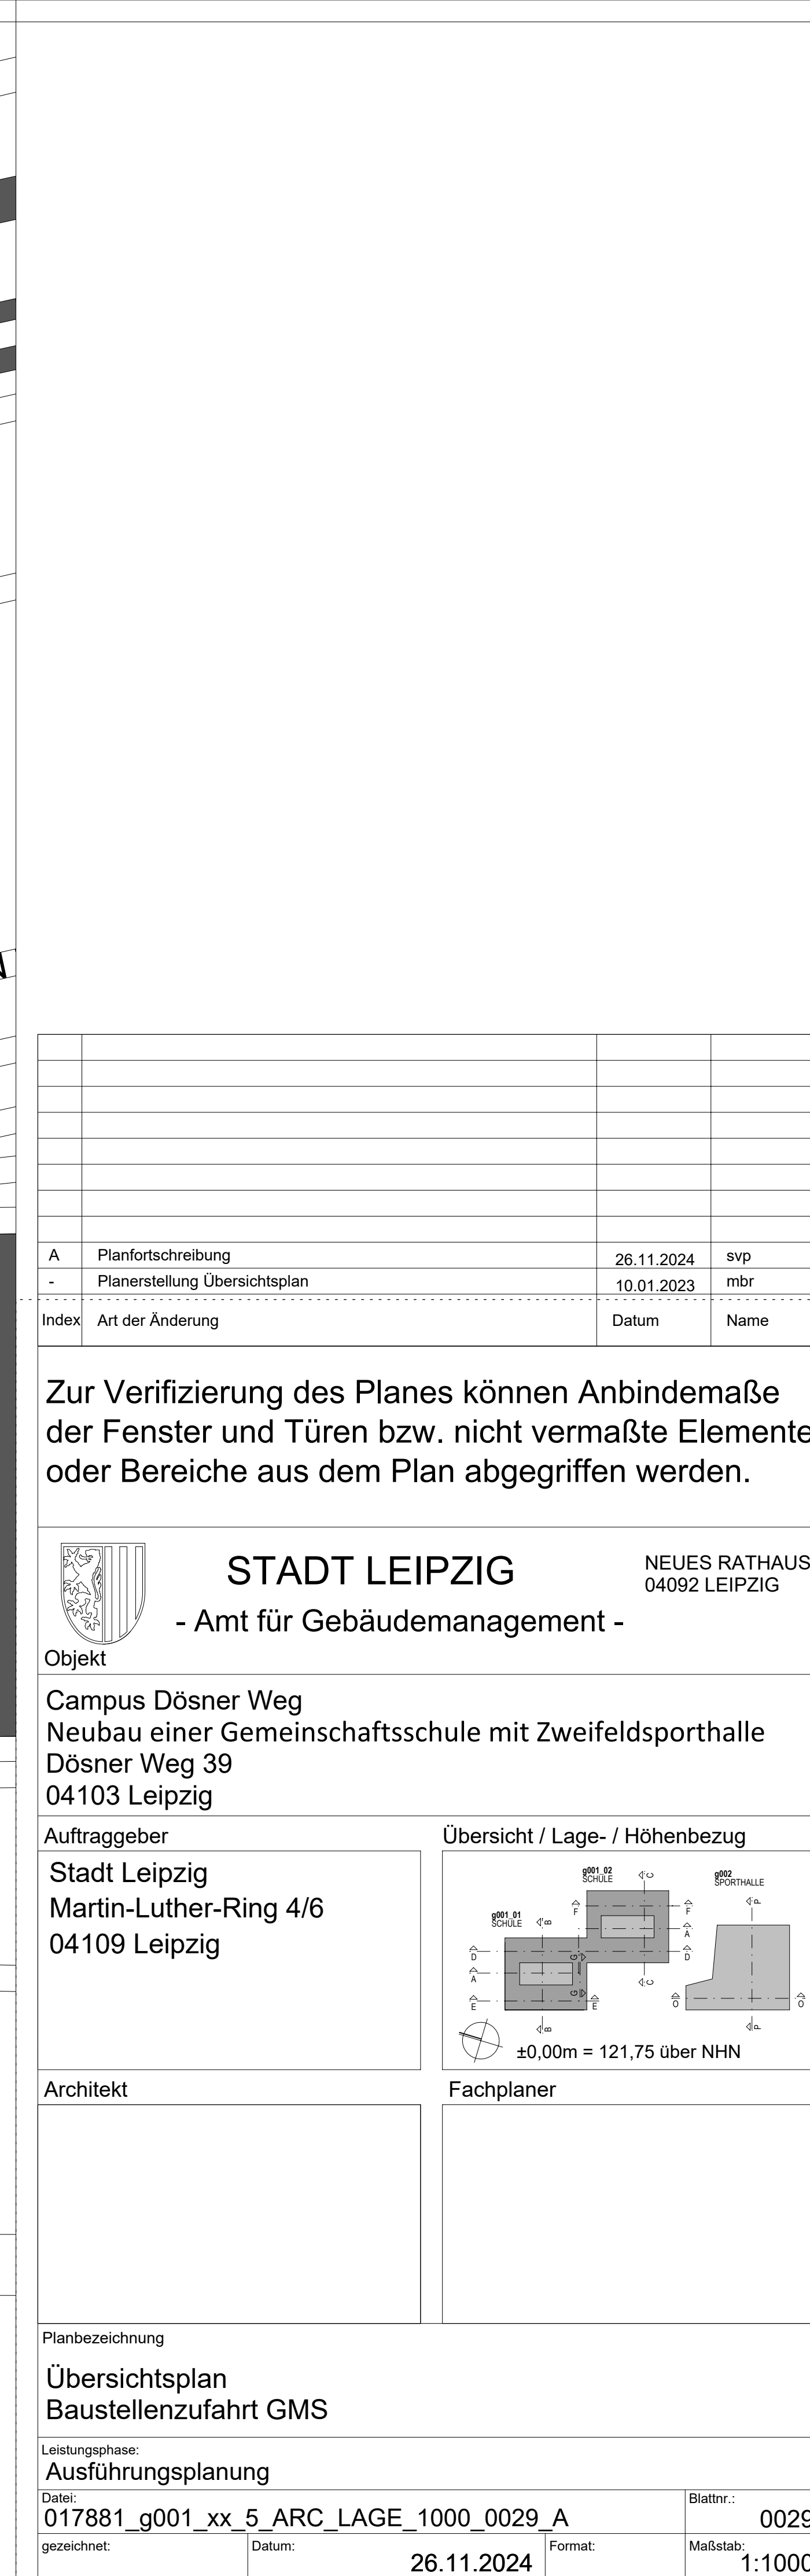 A Planfortschreibung 26.11.2024 svp
- Planerstellung Übersichtsplan 10.01.2023 mbr
Index Art der Änderung Datum Name
Zur Verifizierung des Planes können Anbindemaße
der Fenster und Türen bzw. nicht vermaßte Elemente
oder Bereiche aus dem Plan abgegriffen werden.
STADT LEIPZIG
- Amt für Gebäudemanagement -
NEUES RATHAUS
04092 LEIPZIG
Objekt
Campus Dösner Weg
Neubau einer Gemeinschaftsschule mit Zweifeldsporthalle
Dösner Weg 39
04103 Leipzig
Auftraggeber
Stadt Leipzig
Martin-Luther-Ring 4/6
04109 Leipzig
Übersicht / Lage- / Höhenbezug
g001_02
SCHULE
g002
SPORTHALLE
g001_01
SCHULE
C
P
B
F
F
A
D
D
G
A
C
G
E
E
O
O
B
P
±0,00m = 121,75 über NHN
Architekt
Fachplaner
Planbezeichnung
Übersichtsplan
Baustellenzufahrt GMS
Leistungsphase:
Ausführungsplanung
Datei:
017881_g001_xx_5_ARC_LAGE_1000_0029_A
Blattnr.:
0029
gezeichnet:
Datum:
26.11.2024
Format:
Maßstab:
1:1000